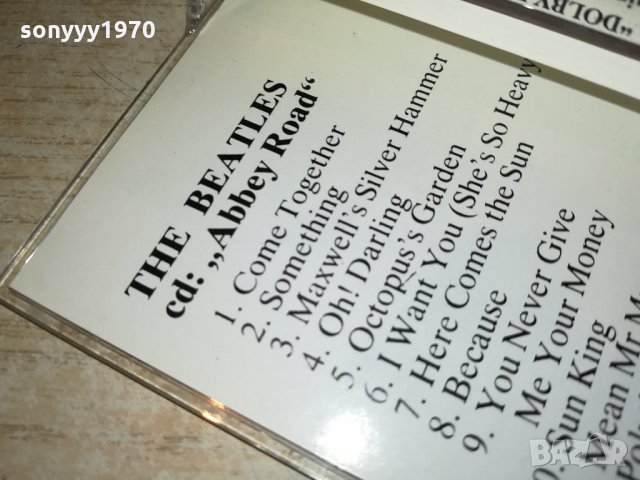 sonyyy1970
"DOLBY
THE BEATLES
cd: „Abbey Road“
1. Come Together
2. Something
3. Maxwell's Silver Hammer
4. Oh! Darling
5. Octopus's Garden
6. I Want You (She's So Heavy
7. Here Comes the Sun
8. Because
9. You Never Give
Me Your Money
Sun King
Mean Mr
BAZAR